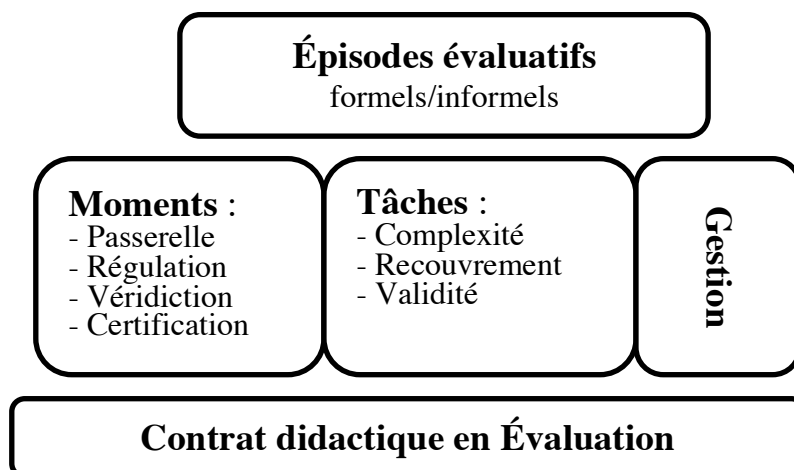 Épisodes évaluatifs
formels/informels
Moments :
- Passerelle
- Régulation
- Véridiction
- Certification
Tâches :
- Complexité
- Recouvrement
- Validité
Gestion
Contrat didactique en Évaluation